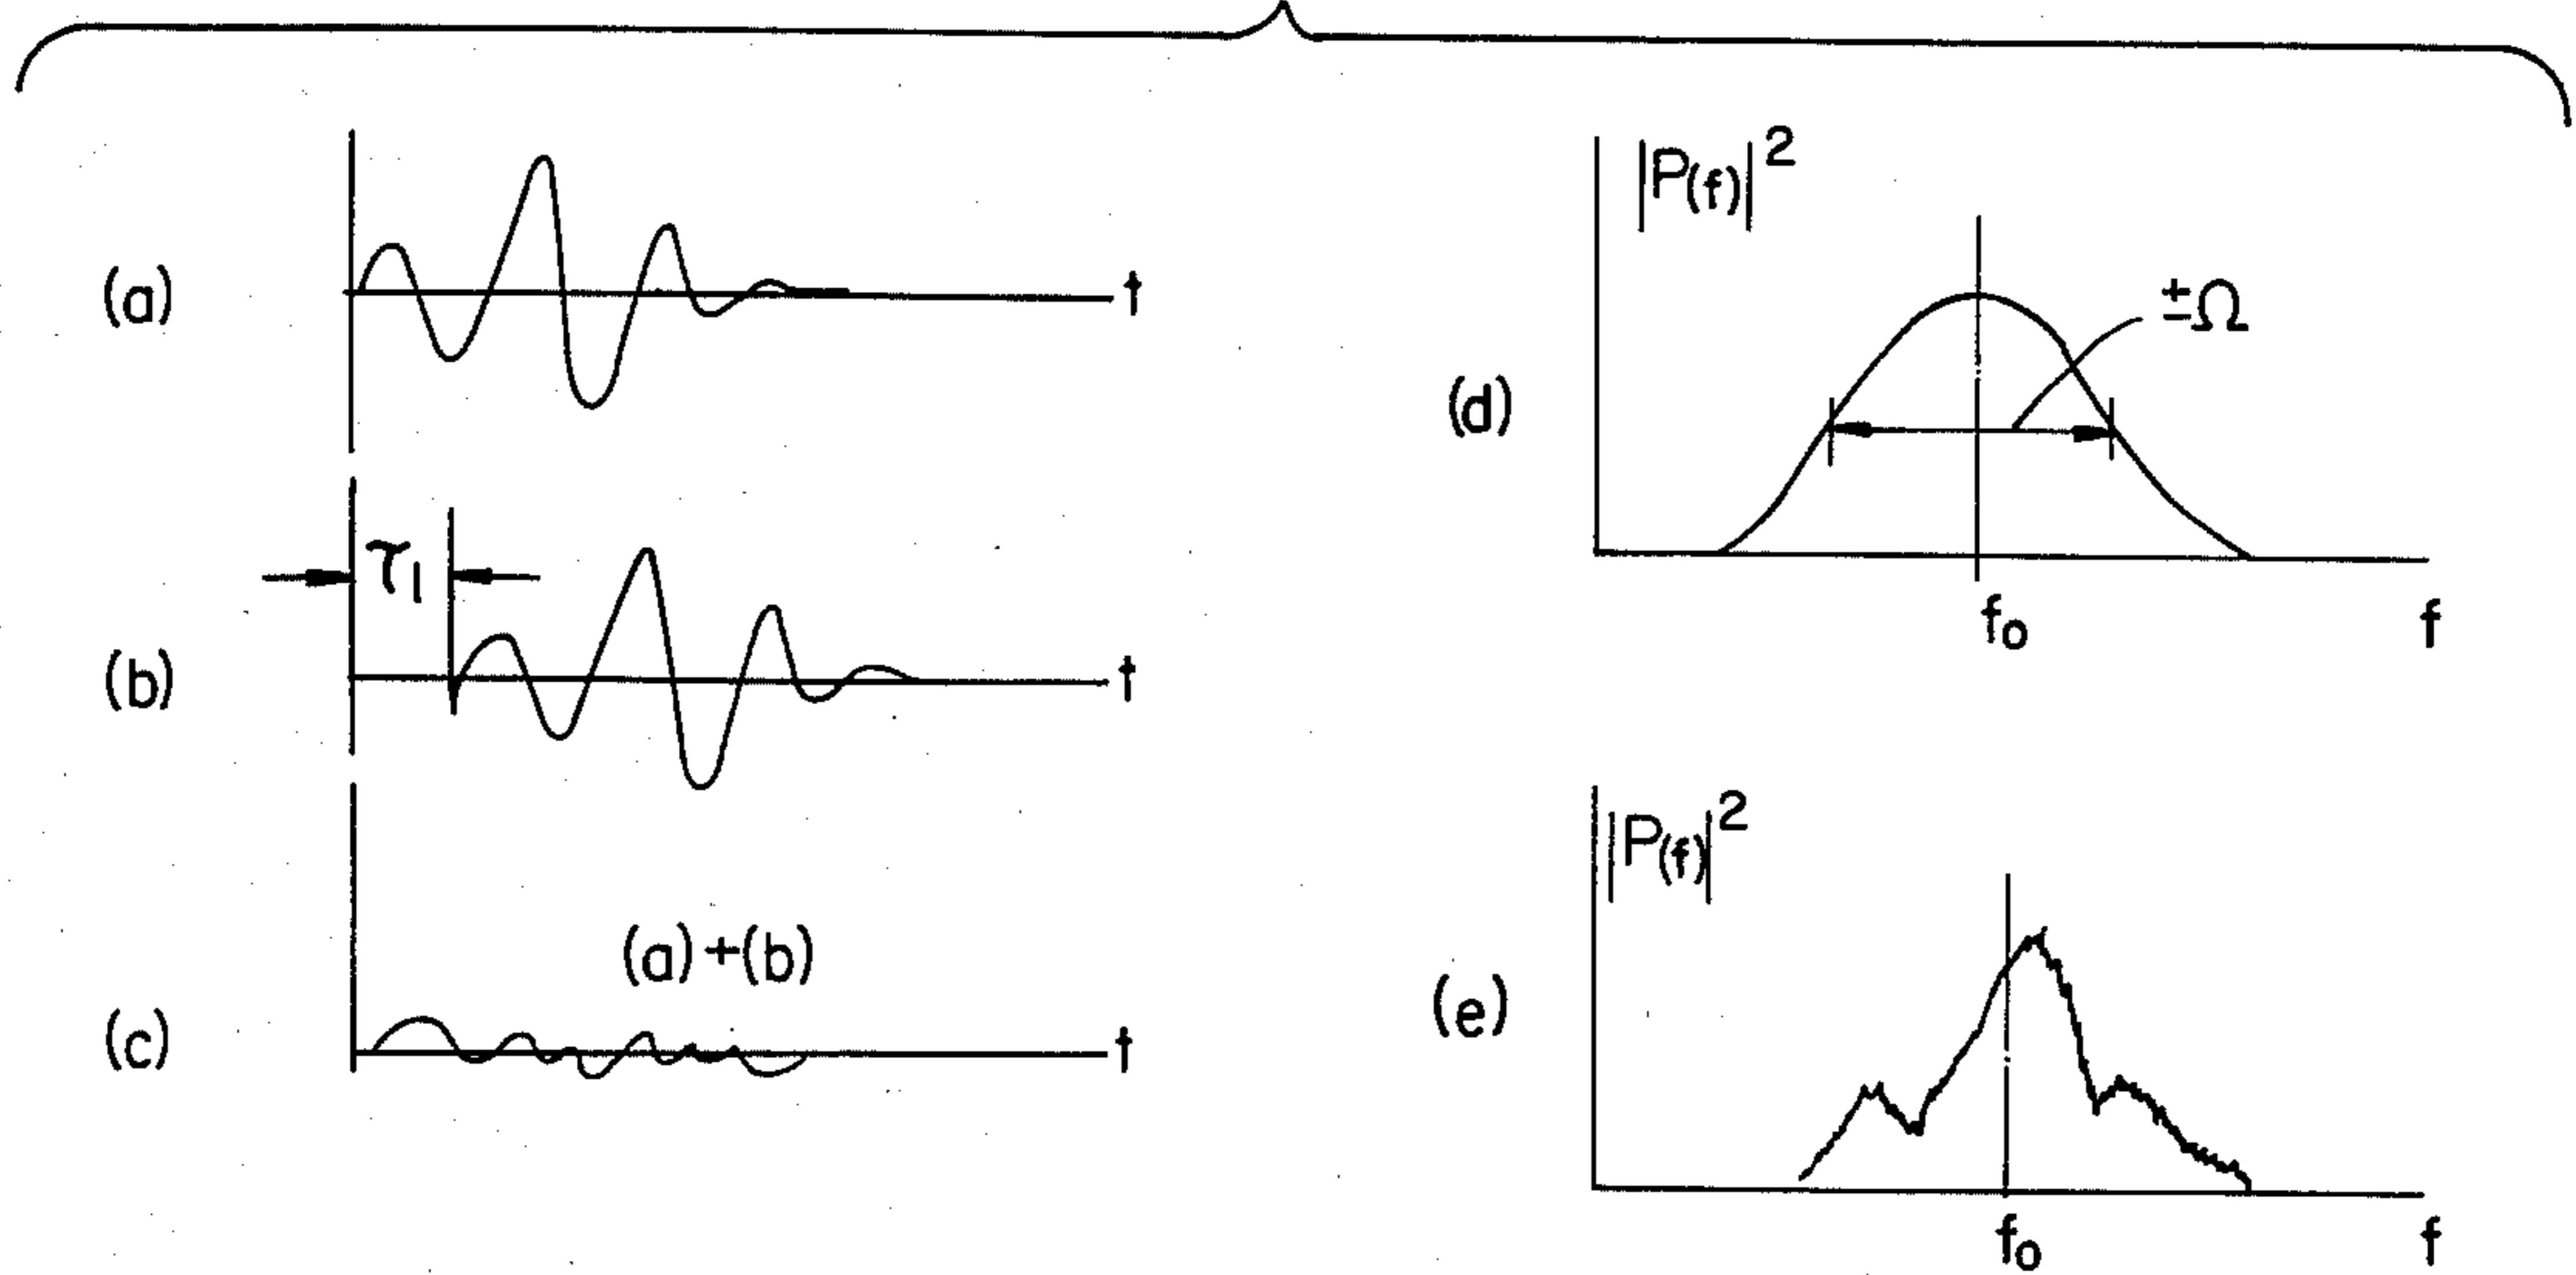 (a)
t
(b)
τ₁
t
(c)
(a)+(b)
t
(d)
|P(f)|²
±Ω
f₀
f
(e)
|P(f)|²
f₀
f